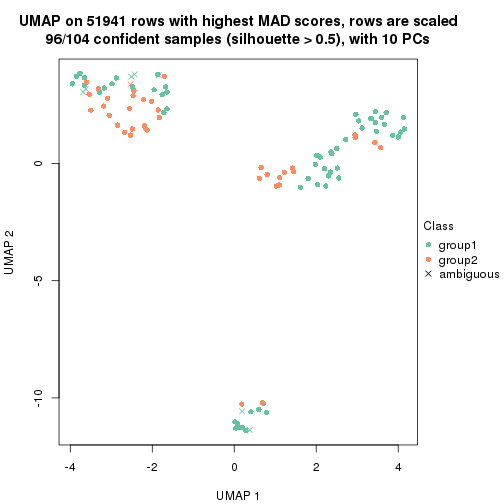 UMAP on 51941 rows with highest MAD scores, rows are scaled
96/104 confident samples (silhouette > 0.5), with 10 PCs
0
-5
-10
UMAP 2
-4
-2
0
2
4
UMAP 1
Class
group1
group2
ambiguous